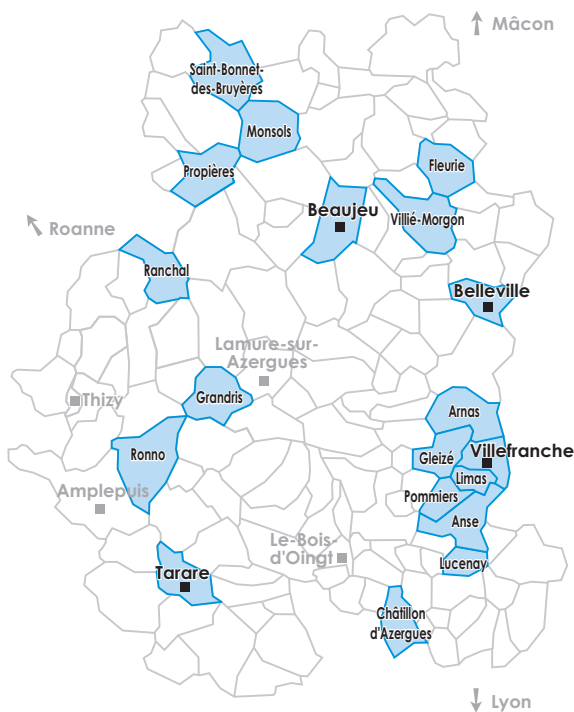 Mâcon
Saint-Bonnet-
des-Bruyères
Monsols
Fleurie
Propières
Beaujeu
Villié-Morgon
Roanne
Ranchal
Belleville
Lamure-sur-
Azergues
Thizy
Grandris
Arnas
Ronno
Gleizé
Villefranche
Limas
Amplepuis
Pommiers
Anse
Le-Bois-
d'Oingt
Lucenay
Tarare
Châtillon
d'Azergues
Lyon